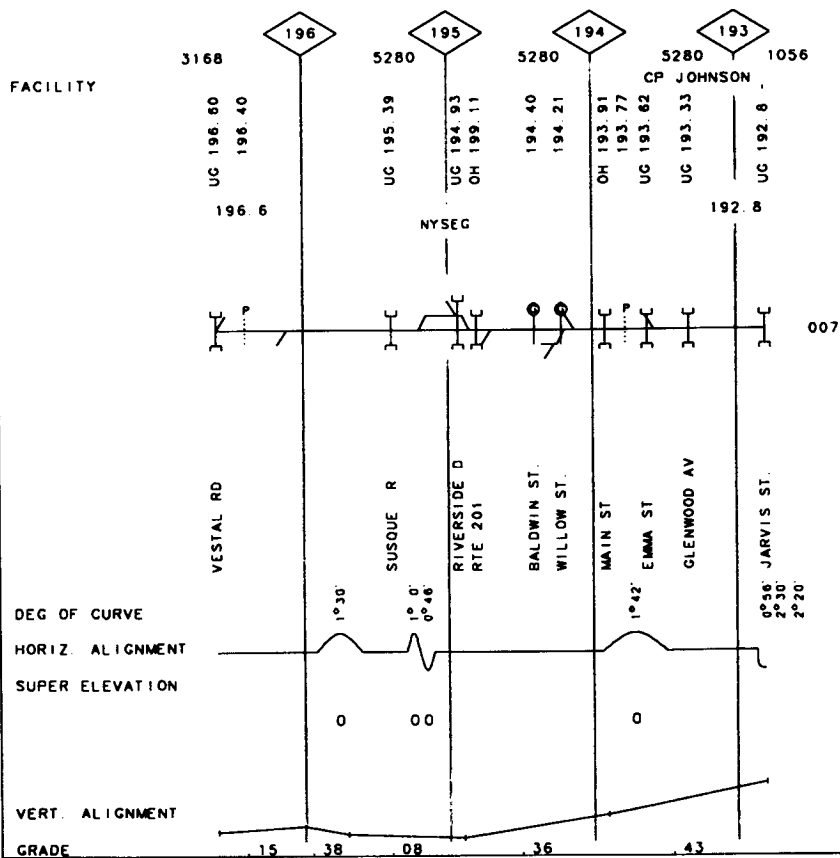 196 195 194 193
3168 5280 5280 5280 1056
CP JOHNSON
FACILITY
UG 196.60
196.40
UG 195.39
UG 194.93
OH 199.11
194.40
194.21
OH 193.91
193.77
UG 193.62
UG 193.33
UG 192.8
196.6 192.8
NYSEG
P P
007
VESTAL RD
SUSQUE R
RIVERSIDE D
RTE 201
BALDWIN ST.
WILLOW ST.
MAIN ST
EMMA ST
GLENWOOD AV
JARVIS ST.
DEG OF CURVE
1°30'
1°0'
0°46'
1°42'
0°56'
2°30'
2°20'
HORIZ. ALIGNMENT
SUPER ELEVATION
0 00 0
VERT. ALIGNMENT
GRADE .15 .38 08 .36 .43